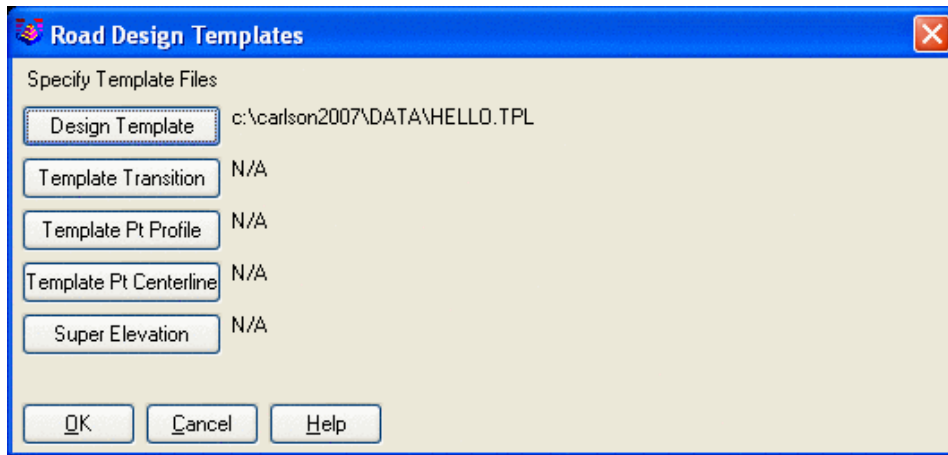 Road Design Templates
Specify Template Files
Design Template c:\carlson2007\DATA\HELLO.TPL
Template Transition N/A
Template Pt Profile N/A
Template Pt Centerline N/A
Super Elevation N/A
OK Cancel Help